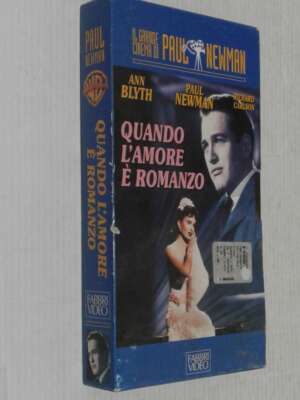 PAUL
NEWMAN
WB
QUANDO L'AMORE
È ROMANZO
FABBRI
VIDEO
IL GRANDE
CINEMA DI
PAUL NEWMAN
ANN
BLYTH
PAUL
NEWMAN
RICHARD
CARLSON
QUANDO
L'AMORE
È ROMANZO
FABBRI
VIDEO